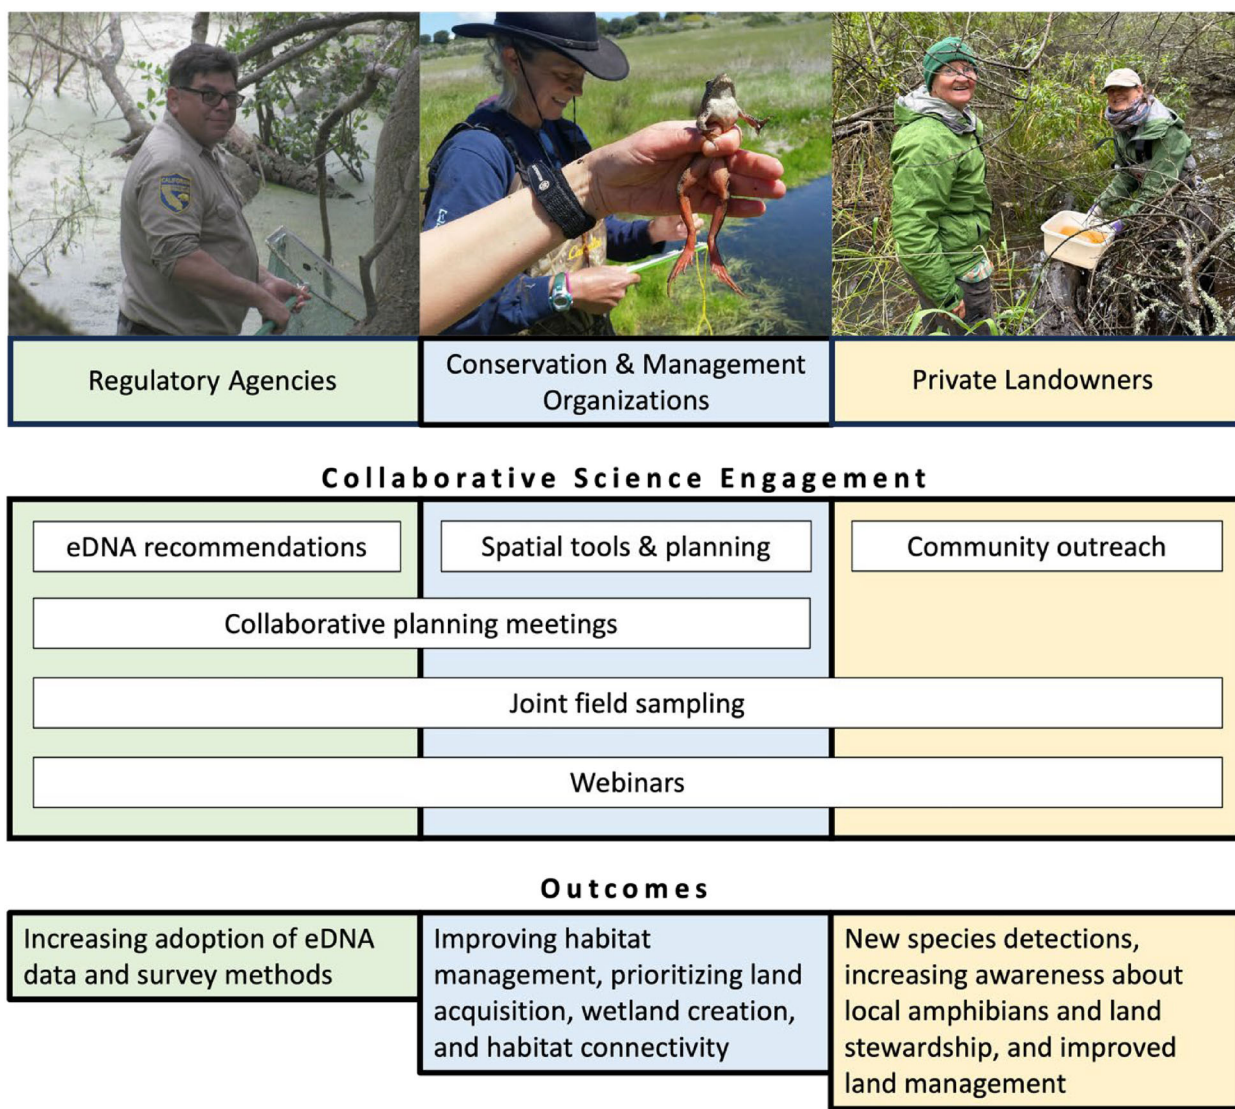 CALIFORNIA
Regulatory Agencies
Conservation & Management
Organizations
Private Landowners
Collaborative Science Engagement
eDNA recommendations
Spatial tools & planning
Community outreach
Collaborative planning meetings
Joint field sampling
Webinars
Outcomes
Increasing adoption of eDNA
data and survey methods
Improving habitat
management, prioritizing land
acquisition, wetland creation,
and habitat connectivity
New species detections,
increasing awareness about
local amphibians and land
stewardship, and improved
land management